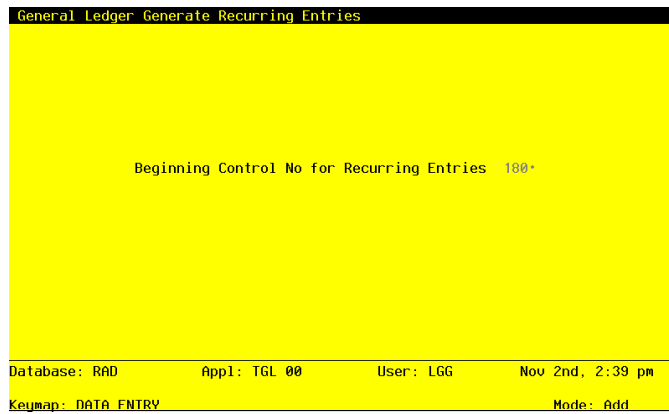 General Ledger Generate Recurring Entries
Beginning Control No for Recurring Entries 180*
Database: RAD Appl: TGL 00 User: LGG Nov 2nd, 2:39 pm
Keymap: DATA ENTRY Mode: Add